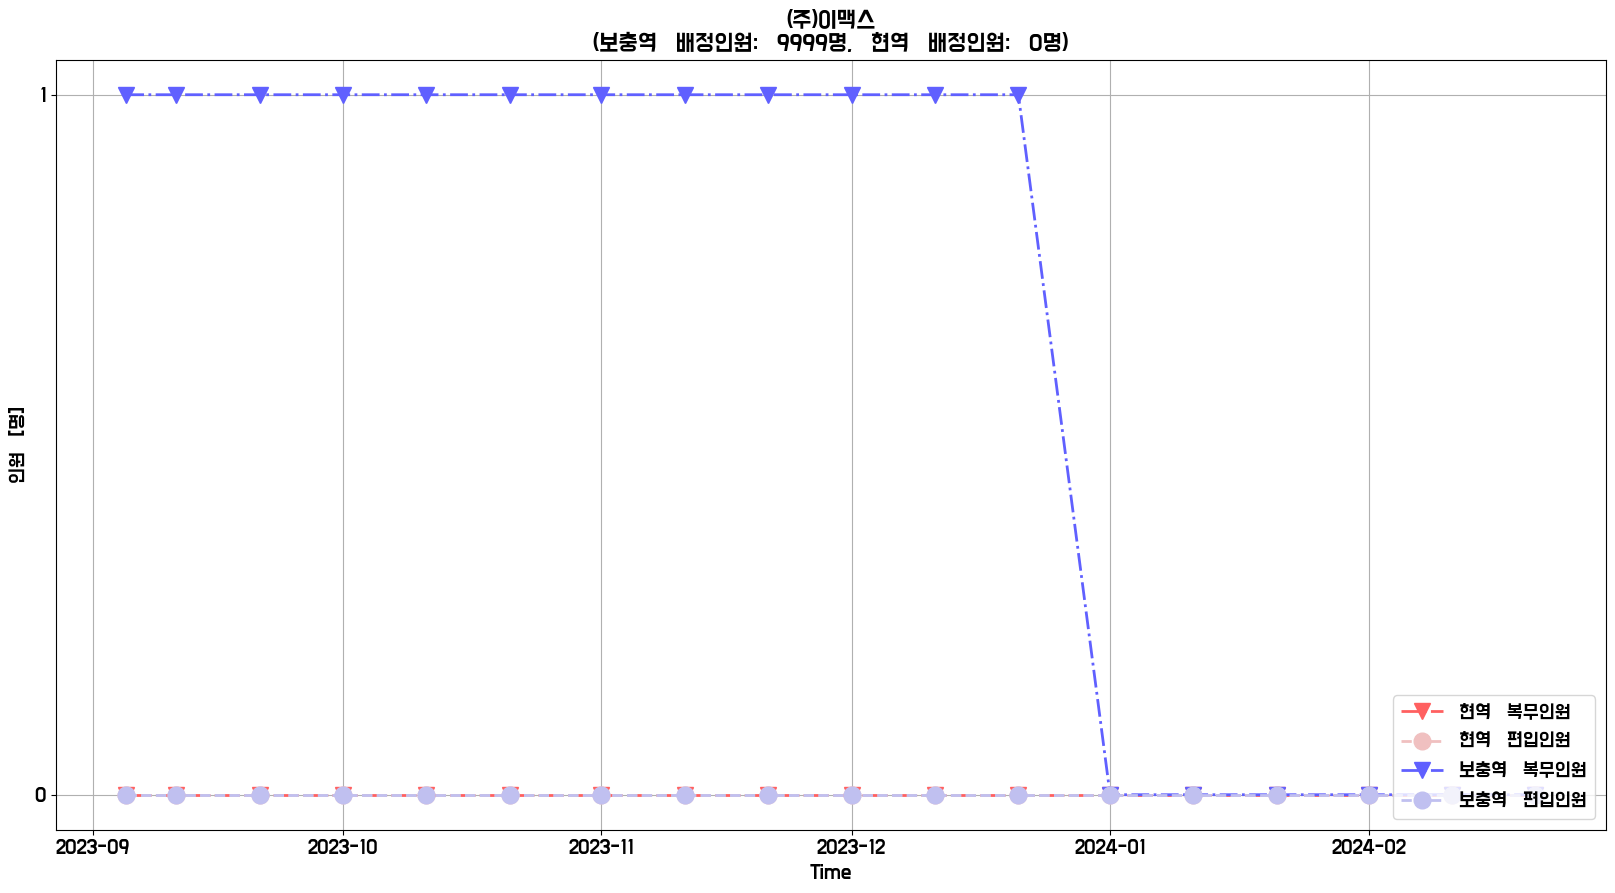 (주)이맥스
(보충역 배정인원: 9999명, 현역 배정인원: 0명)
인원 [명]
1
0
현역 복무인원
현역 편입인원
보충역 복무인원
보충역 편입인원
2023-09 2023-10 2023-11 2023-12 2024-01 2024-02
Time